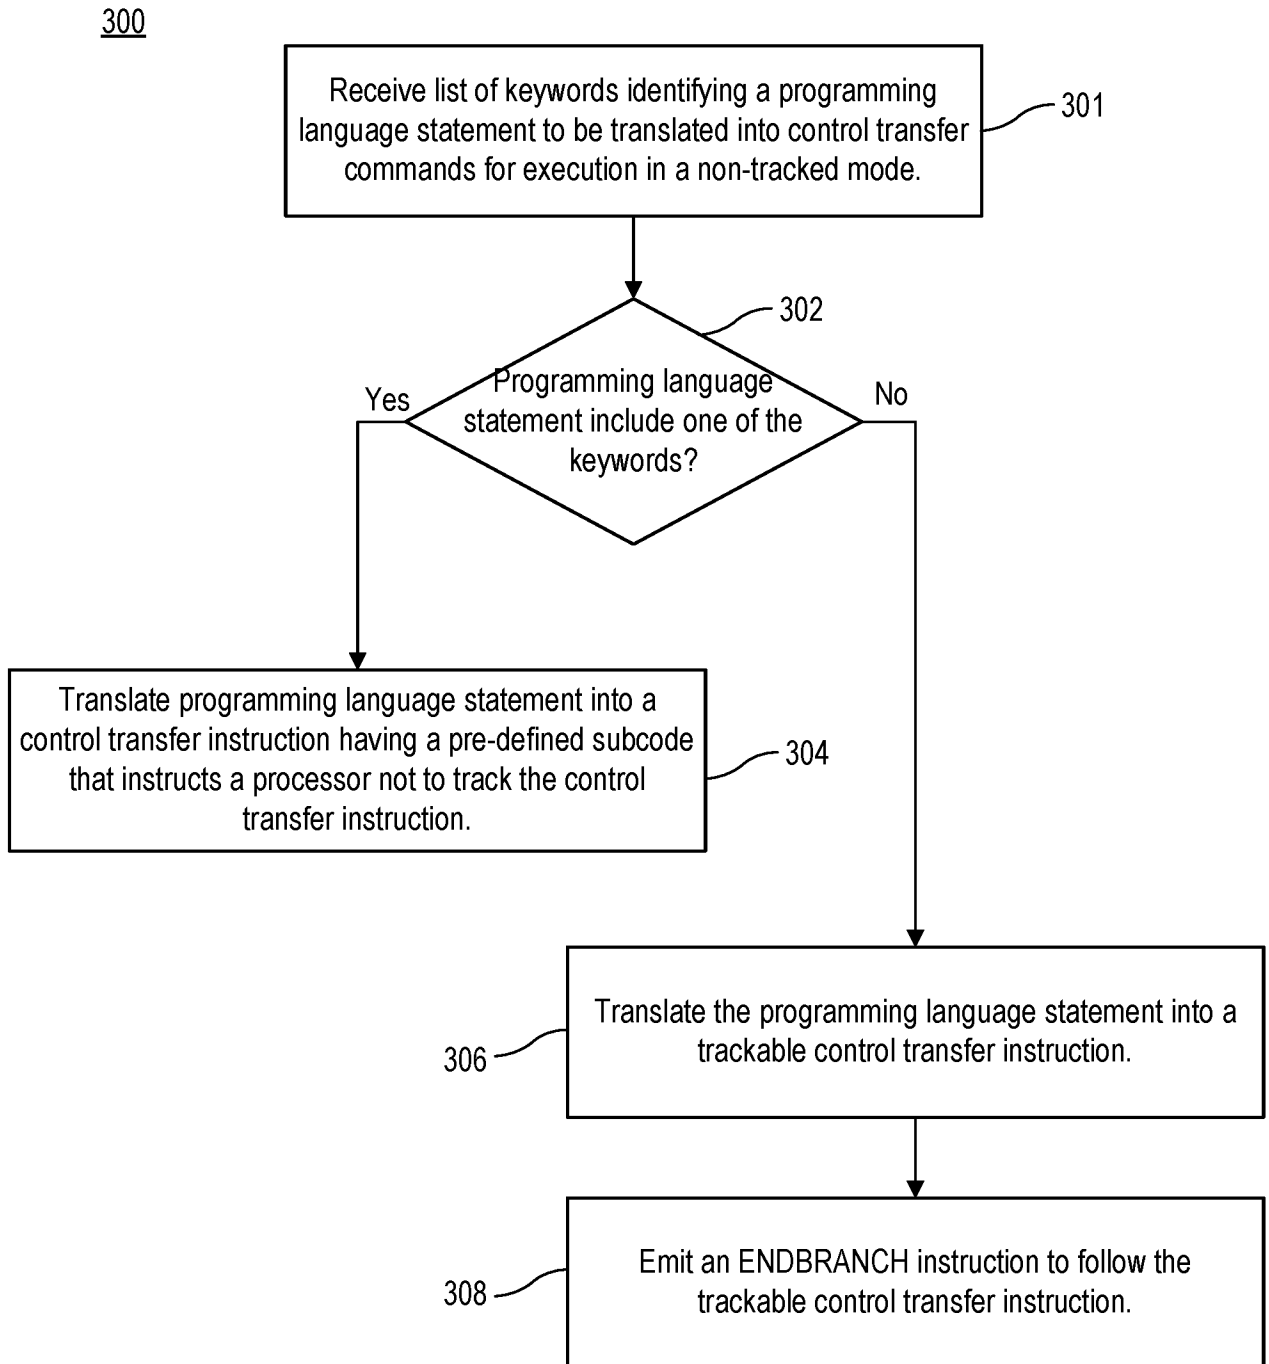 300
Receive list of keywords identifying a programming
language statement to be translated into control transfer
commands for execution in a non-tracked mode.
301
302
Programming language
statement include one of the
keywords?
Yes
No
Translate programming language statement into a
control transfer instruction having a pre-defined subcode
that instructs a processor not to track the control
transfer instruction.
304
Translate the programming language statement into a
trackable control transfer instruction.
306
Emit an ENDBRANCH instruction to follow the
trackable control transfer instruction.
308